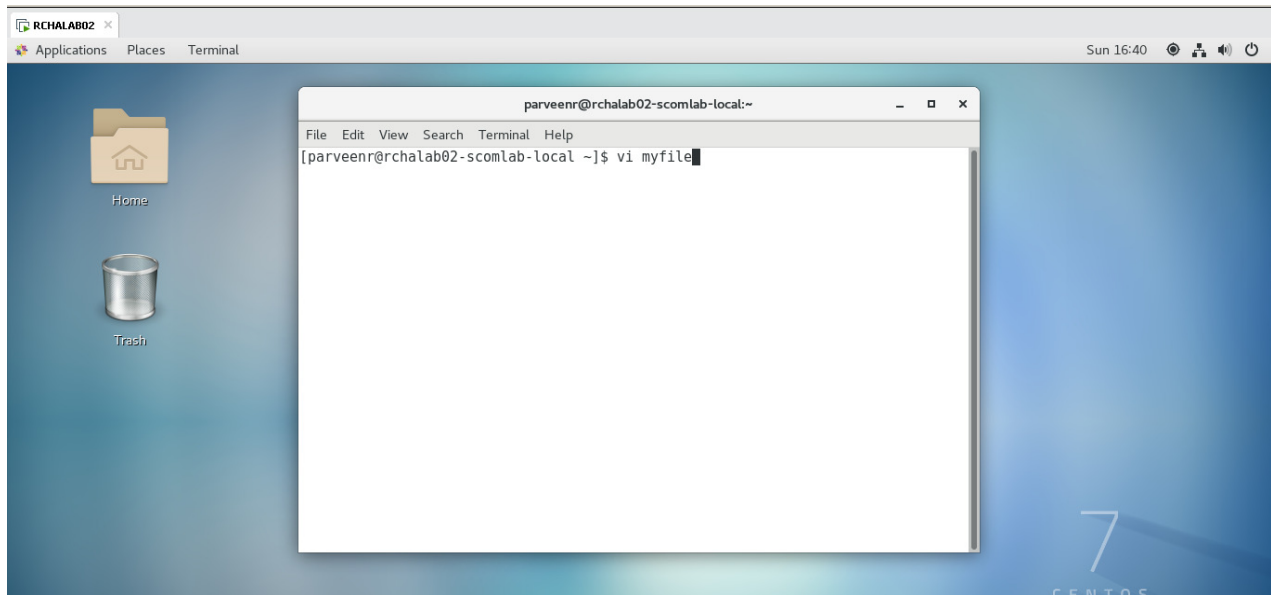 RCHALAB02
Applications Places Terminal
Sun 16:40
parveenr@rchalab02-scomlab-local:~
File Edit View Search Terminal Help
[parveenr@rchalab02-scomlab-local ~]$ vi myfile
Home
Trash
7
CENTOS